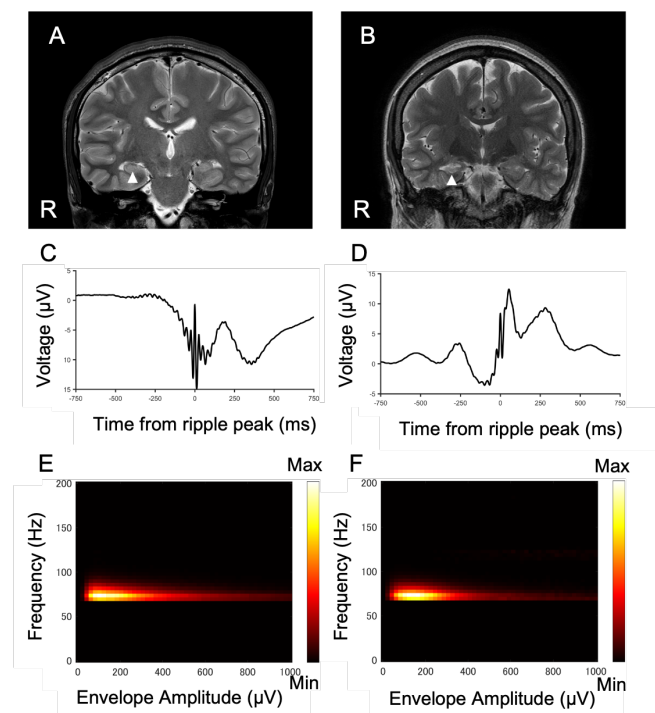 A
R
B
R
C
5
0
-5
-10
15
-750
-500
-250
0
250
500
750
Voltage (µV)
Time from ripple peak (ms)
D
15
10
5
0
-5
-750
-500
-250
0
250
500
750
Voltage (µV)
Time from ripple peak (ms)
E
Max
200
150
100
50
0
0
200
400
600
800
1000
Min
Frequency (Hz)
Envelope Amplitude (µV)
F
Max
200
150
100
50
0
0
200
400
600
800
1000
Min
Frequency (Hz)
Envelope Amplitude (µV)